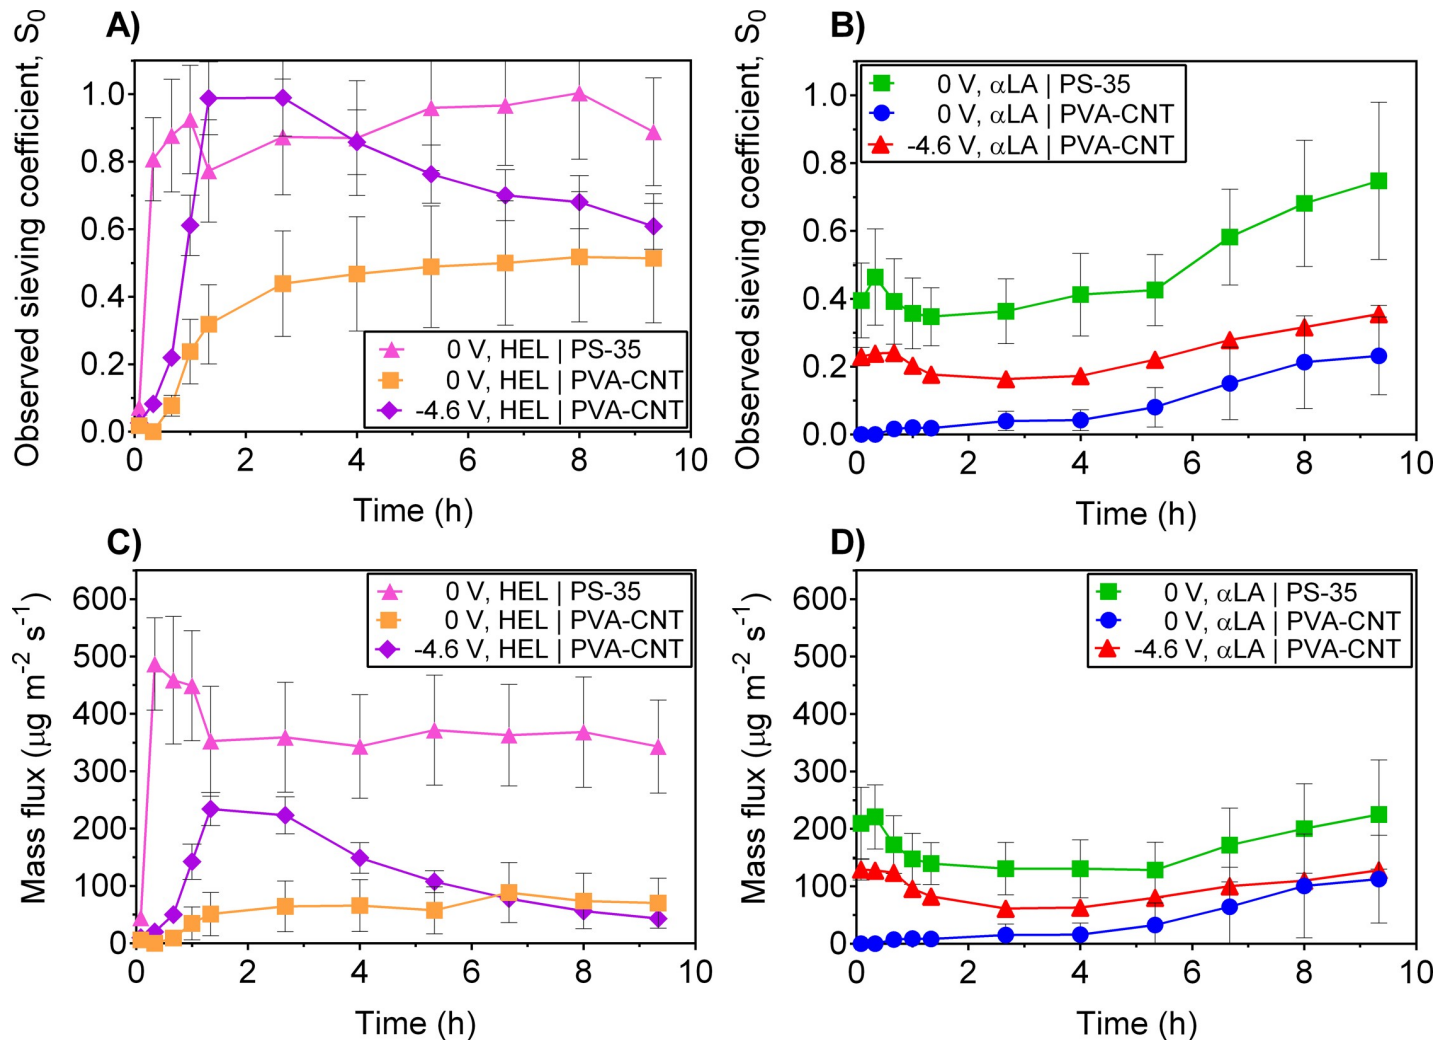 A)
Observed sieving coefficient, S₀
1.0
0.8
0.6
0.4
0.2
0.0
0 V, HEL | PS-35
0 V, HEL | PVA-CNT
-4.6 V, HEL | PVA-CNT
0 2 4 6 8 10
Time (h)
B)
Observed sieving coefficient, S₀
1.0
0.8
0.6
0.4
0.2
0.0
0 V, αLA | PS-35
0 V, αLA | PVA-CNT
-4.6 V, αLA | PVA-CNT
0 2 4 6 8 10
Time (h)
C)
Mass flux (μg m⁻² s⁻¹)
600
500
400
300
200
100
0
0 V, HEL | PS-35
0 V, HEL | PVA-CNT
-4.6 V, HEL | PVA-CNT
0 2 4 6 8 10
Time (h)
D)
Mass flux (μg m⁻² s⁻¹)
600
500
400
300
200
100
0
0 V, αLA | PS-35
0 V, αLA | PVA-CNT
-4.6 V, αLA | PVA-CNT
0 2 4 6 8 10
Time (h)